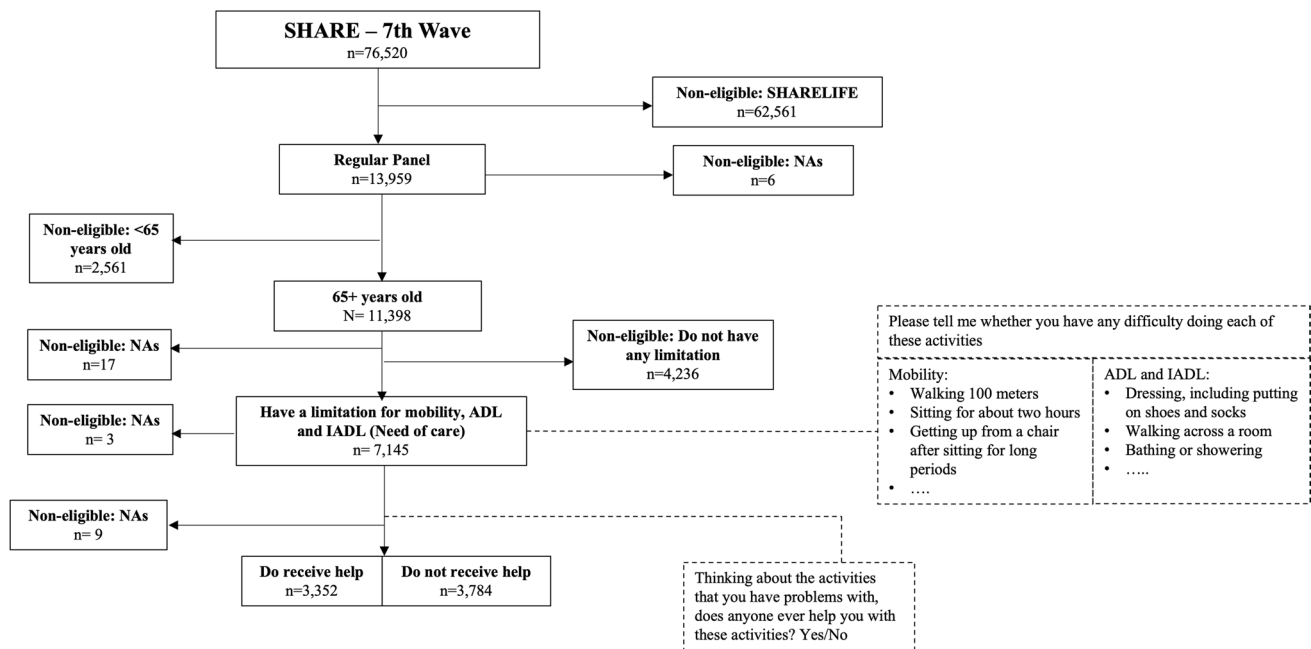 SHARE – 7th Wave
n=76,520
Non-eligible: SHARELIFE
n=62,561
Regular Panel
n=13,959
Non-eligible: NAs
n=6
Non-eligible: <65
years old
n=2,561
65+ years old
N= 11,398
Non-eligible: NAs
n=17
Non-eligible: Do not have
any limitation
n=4,236
Have a limitation for mobility, ADL
and IADL (Need of care)
n= 7,145
Non-eligible: NAs
n= 3
Please tell me whether you have any difficulty doing each of
these activities
Mobility:
• Walking 100 meters
• Sitting for about two hours
• Getting up from a chair
after sitting for long
periods
• ….
ADL and IADL:
• Dressing, including putting
on shoes and socks
• Walking across a room
• Bathing or showering
• …..
Non-eligible: NAs
n= 9
Do receive help
n=3,352
Do not receive help
n=3,784
Thinking about the activities
that you have problems with,
does anyone ever help you with
these activities? Yes/No